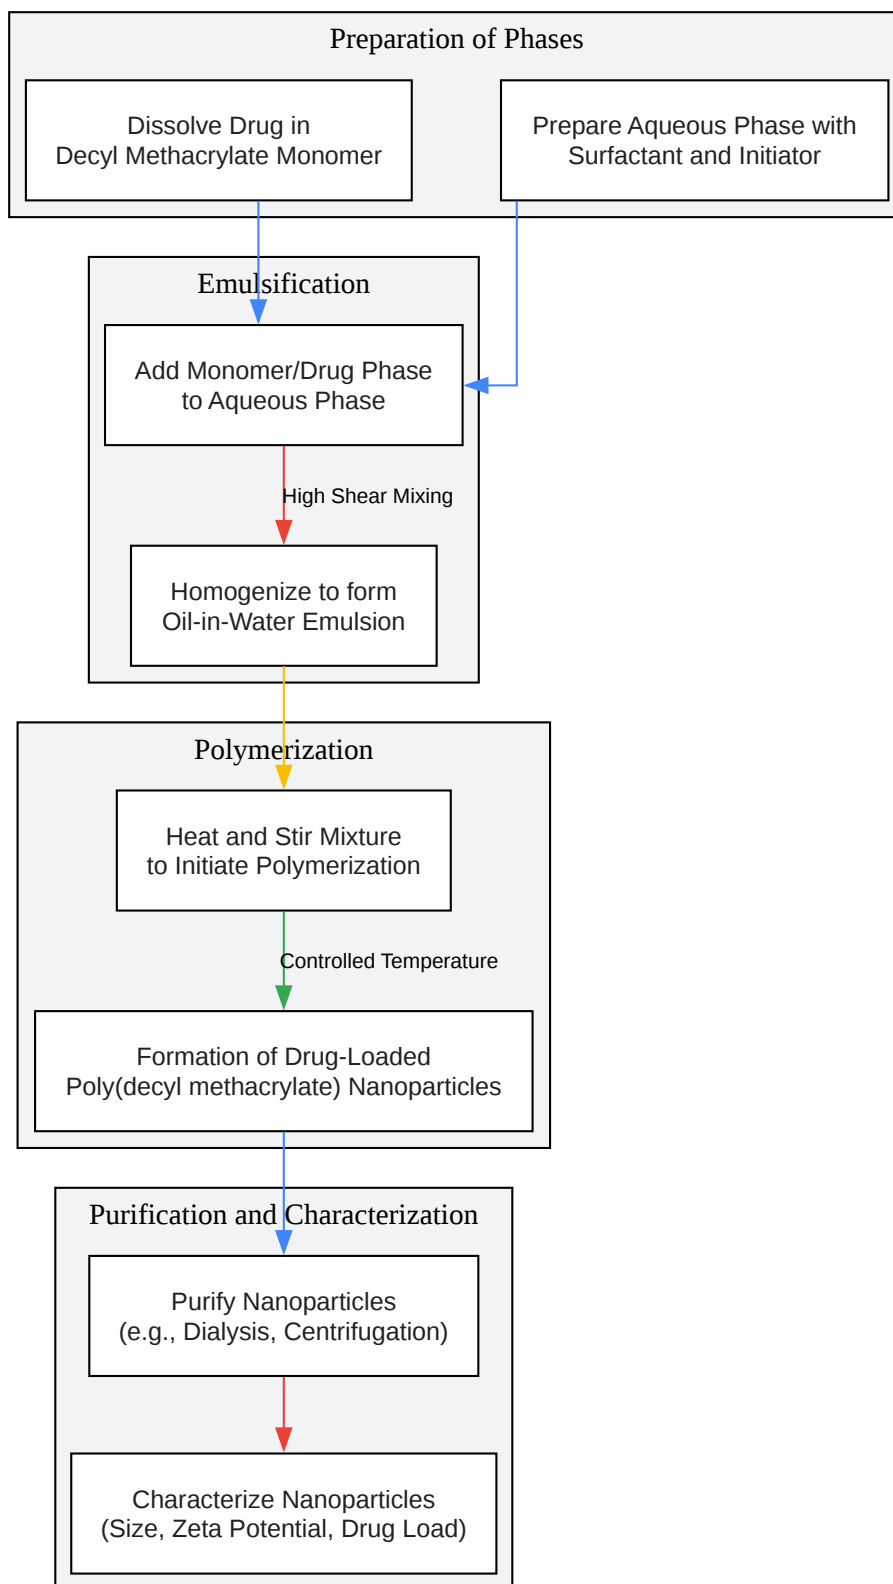 Preparation of Phases
Dissolve Drug in
Decyl Methacrylate Monomer
Prepare Aqueous Phase with
Surfactant and Initiator
Emulsification
Add Monomer/Drug Phase
to Aqueous Phase
High Shear Mixing
Homogenize to form
Oil-in-Water Emulsion
Polymerization
Heat and Stir Mixture
to Initiate Polymerization
Controlled Temperature
Formation of Drug-Loaded
Poly(decyl methacrylate) Nanoparticles
Purification and Characterization
Purify Nanoparticles
(e.g., Dialysis, Centrifugation)
Characterize Nanoparticles
(Size, Zeta Potential, Drug Load)